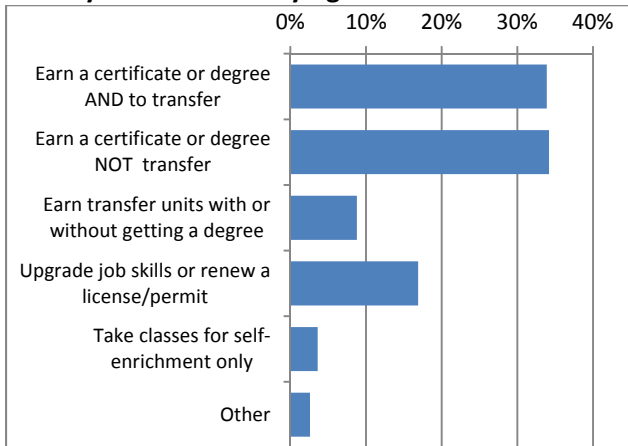 0% 10% 20% 30% 40%
Earn a certificate or degree
AND to transfer
Earn a certificate or degree
NOT transfer
Earn transfer units with or
without getting a degree
Upgrade job skills or renew a
license/permit
Take classes for self-
enrichment only
Other